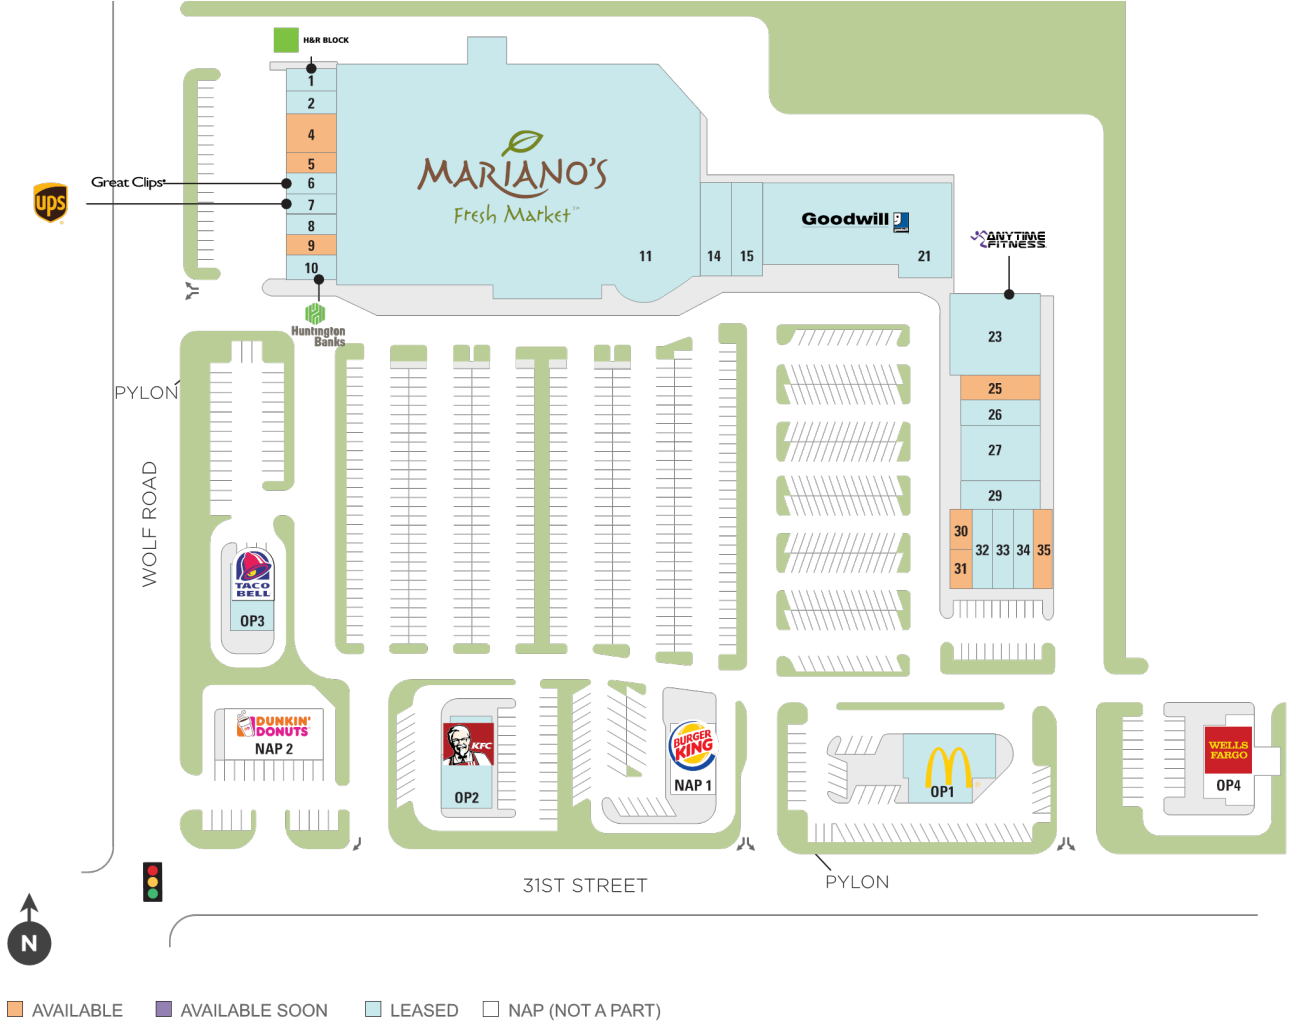 H&R BLOCK
1
2
4
5
Great Clips
6
ups
7
8
9
10
Huntington
Banks
MARIANO'S
Fresh Market™
11
14
15
Goodwill
21
ANYTIME
FITNESS
23
25
26
27
29
30
31
32
33
34
35
PYLON
WOLF ROAD
TACO
BELL
OP3
DUNKIN'
DONUTS
NAP 2
KFC
OP2
BURGER
KING
NAP 1
OP1
WELLS
FARGO
OP4
31ST STREET
PYLON
N
AVAILABLE
AVAILABLE SOON
LEASED
NAP (NOT A PART)